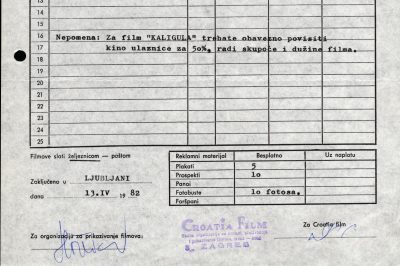 13
14
15
16 Napomena: Za film "KALIGULA" trebate obavezno povisiti
17 kino ulaznice za 50%, radi skupoće i dužine filma.
18
19
20
21
22
23
24
25
Filmove slati željeznicom — poštom
Zaključeno u LJUBLJANI
dana 13.IV 1982
Reklamni materijal Besplatno Uz naplatu
Plakati 5
Prospekti 10
Panoi
Fotobuste 10 fotosa.
Foršpani
Za organizaciju za prikazivanje filmova:
CROATIA FILM
ZAGREB
Za Croatia film